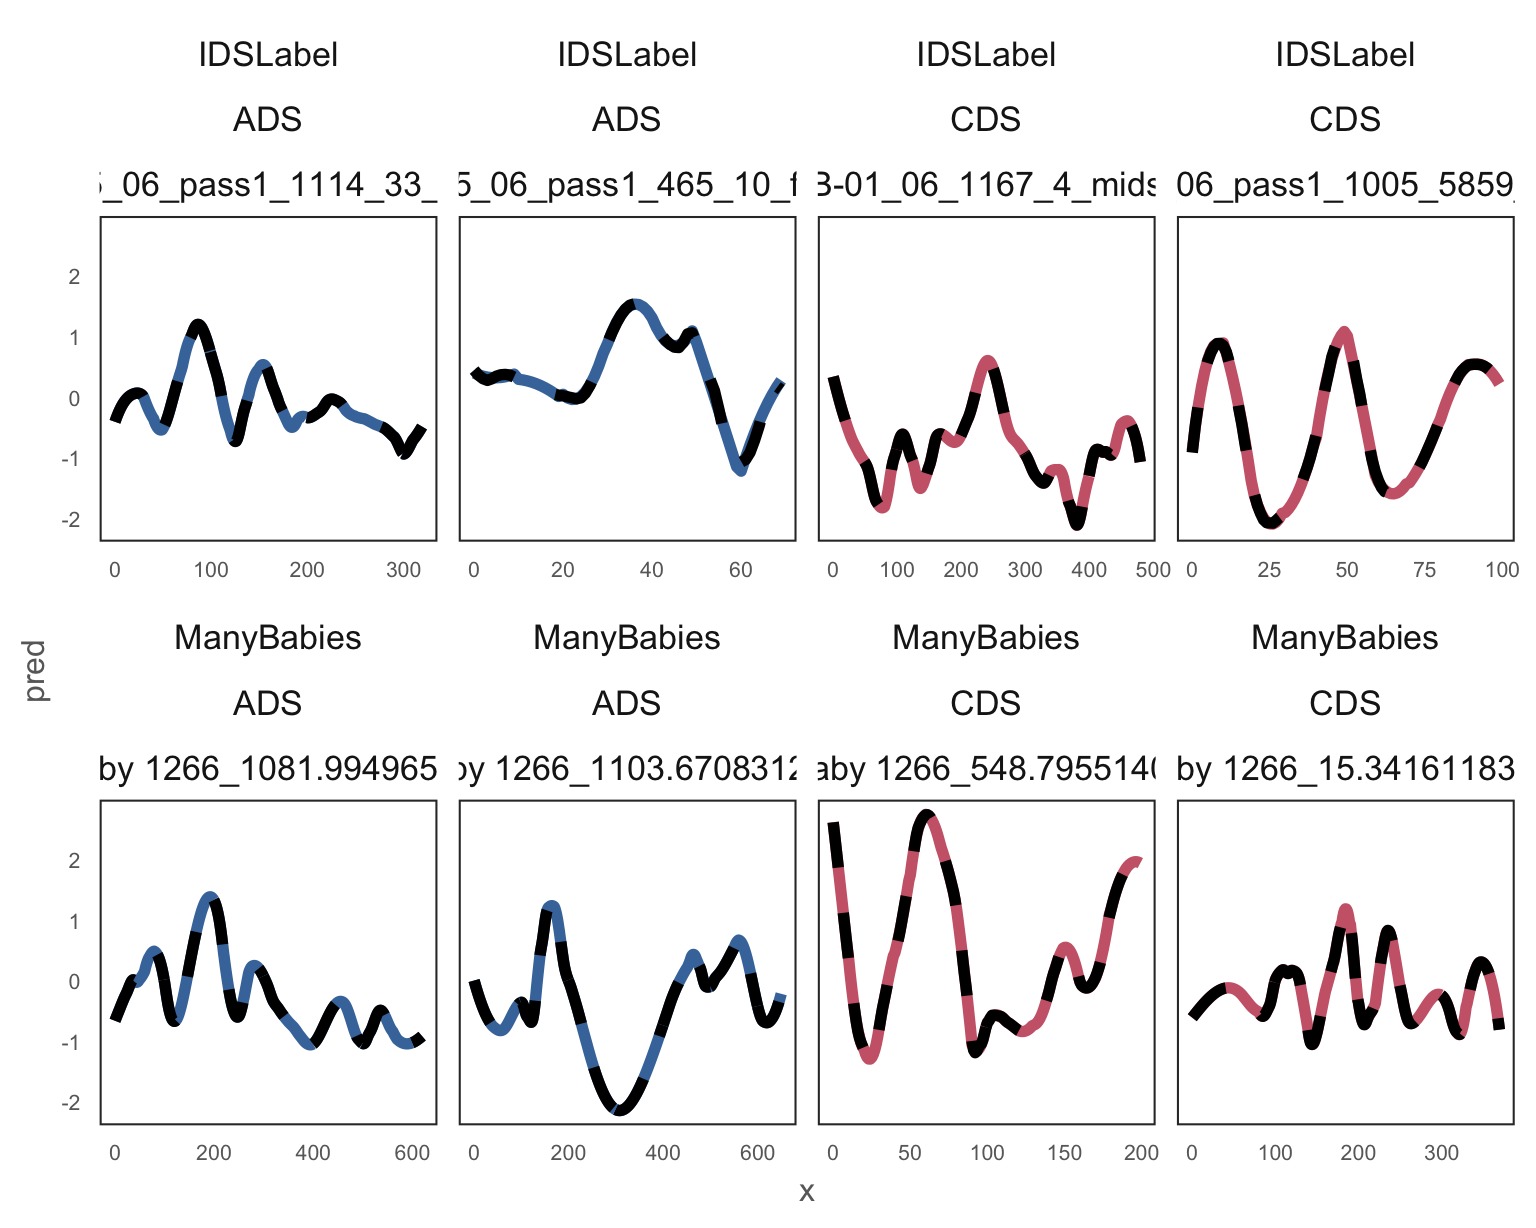 IDSLabel IDSLabel IDSLabel IDSLabel
ADS ADS CDS CDS
_06_pass1_1114_33_ 5_06_pass1_465_10_f 3-01_06_1167_4_mids 06_pass1_1005_5859_
2
1
0
-1
-2
0 100 200 300 0 20 40 60 0 100 200 300 400 500 0 25 50 75 100
ManyBabies ManyBabies ManyBabies ManyBabies
ADS ADS CDS CDS
by 1266_1081.994965 by 1266_1103.6708312 aby 1266_548.7955140 by 1266_15.34161183
pred
2
1
0
-1
-2
0 200 400 600 0 200 400 600 0 50 100 150 200 0 100 200 300
x